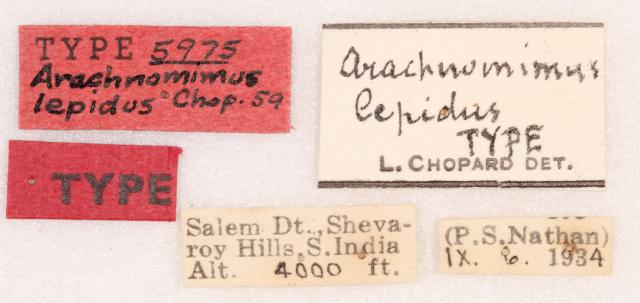 TYPE 5975
Arachnomimus
lepidus Chop. 59
Arachnomimus
lepidus
TYPE
L. CHOPARD DET.
TYPE
Salem Dt., Sheva-
roy Hills, S. India
Alt. 4000 ft.
(P.S.Nathan)
IX. 6. 1934